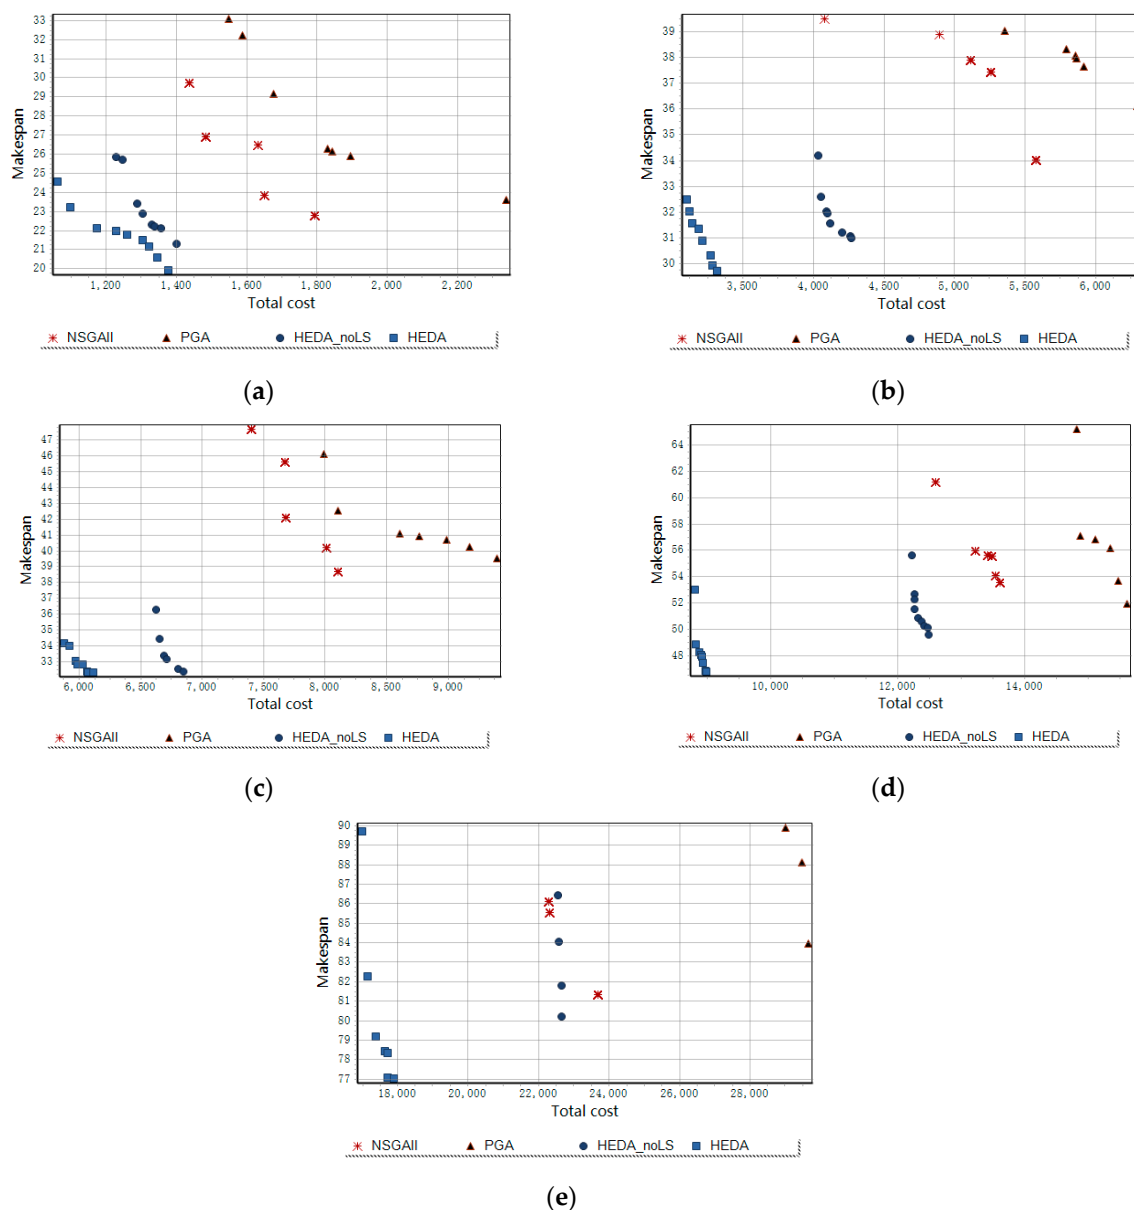 33
32
31
30
29
28
27
26
25
24
23
22
21
20
Makespan
1,200 1,400 1,600 1,800 2,000 2,200
Total cost
NSGAII PGA HEDA_noLS HEDA
(a)
39
38
37
36
35
34
33
32
31
30
Makespan
3,500 4,000 4,500 5,000 5,500 6,000
Total cost
NSGAII PGA HEDA_noLS HEDA
(b)
47
46
45
44
43
42
41
40
39
38
37
36
35
34
33
Makespan
6,000 6,500 7,000 7,500 8,000 8,500 9,000
Total cost
NSGAII PGA HEDA_noLS HEDA
(c)
64
62
60
58
56
54
52
50
48
Makespan
10,000 12,000 14,000
Total cost
NSGAII PGA HEDA_noLS HEDA
(d)
90
89
88
87
86
85
84
83
82
81
80
79
78
77
Makespan
18,000 20,000 22,000 24,000 26,000 28,000
Total cost
NSGAII PGA HEDA_noLS HEDA
(e)